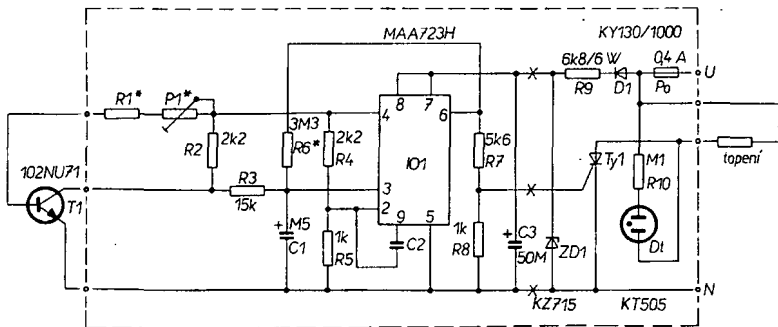 MAA723H
KY130/1000
6k8/6 W
0,4 A
R9
D1
Po
U
R1*
P1*
8
7
4
6
2k2
R2
3M3
R6*
2k2
R4
IO1
5k6
R7
Ty1
M1
R10
topení
102NU71
T1
R3
15k
3
2
9
5
+
M5
C1
1k
R5
C2
1k
R8
+
C3
50M
ZD1
Dt
N
KZ715
KT505